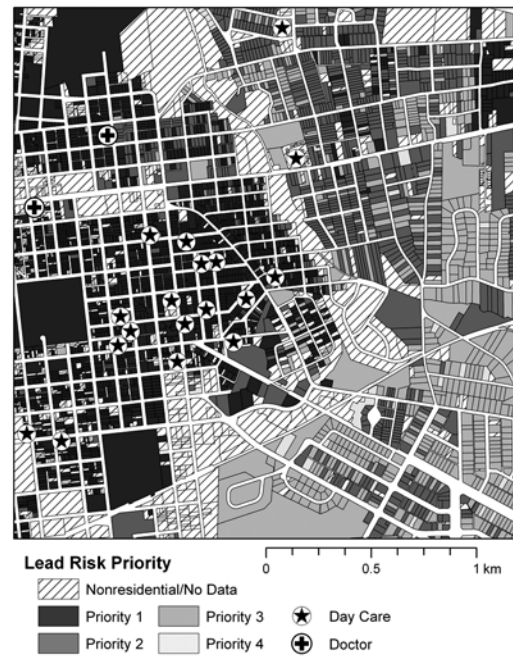 Lead Risk Priority
0 0.5 1 km
Nonresidential/No Data
Priority 1 Priority 3 Day Care
Priority 2 Priority 4 Doctor